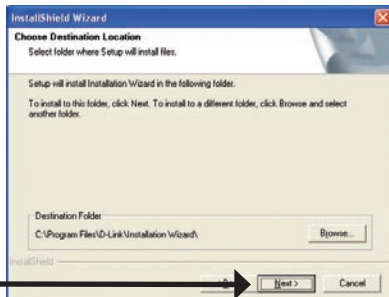 InstallShield Wizard
Choose Destination Location
Select folder where Setup will install files.
Setup will install Installation Wizard in the following folder.
To install to this folder, click Next. To install to a different folder, click Browse and select
another folder.
Destination Folder
C:\Program Files\D-Link\Installation Wizard\
Browse...
InstallShield
Next >
Cancel